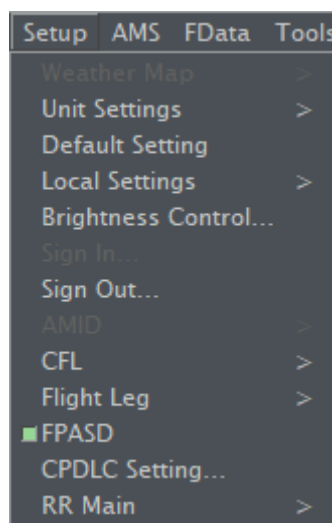 Setup AMS FData Tools
Weather Map >
Unit Settings >
Default Setting
Local Settings >
Brightness Control...
Sign In...
Sign Out...
AMID >
CFL >
Flight Leg >
FPASD
CPDLC Setting...
RR Main >